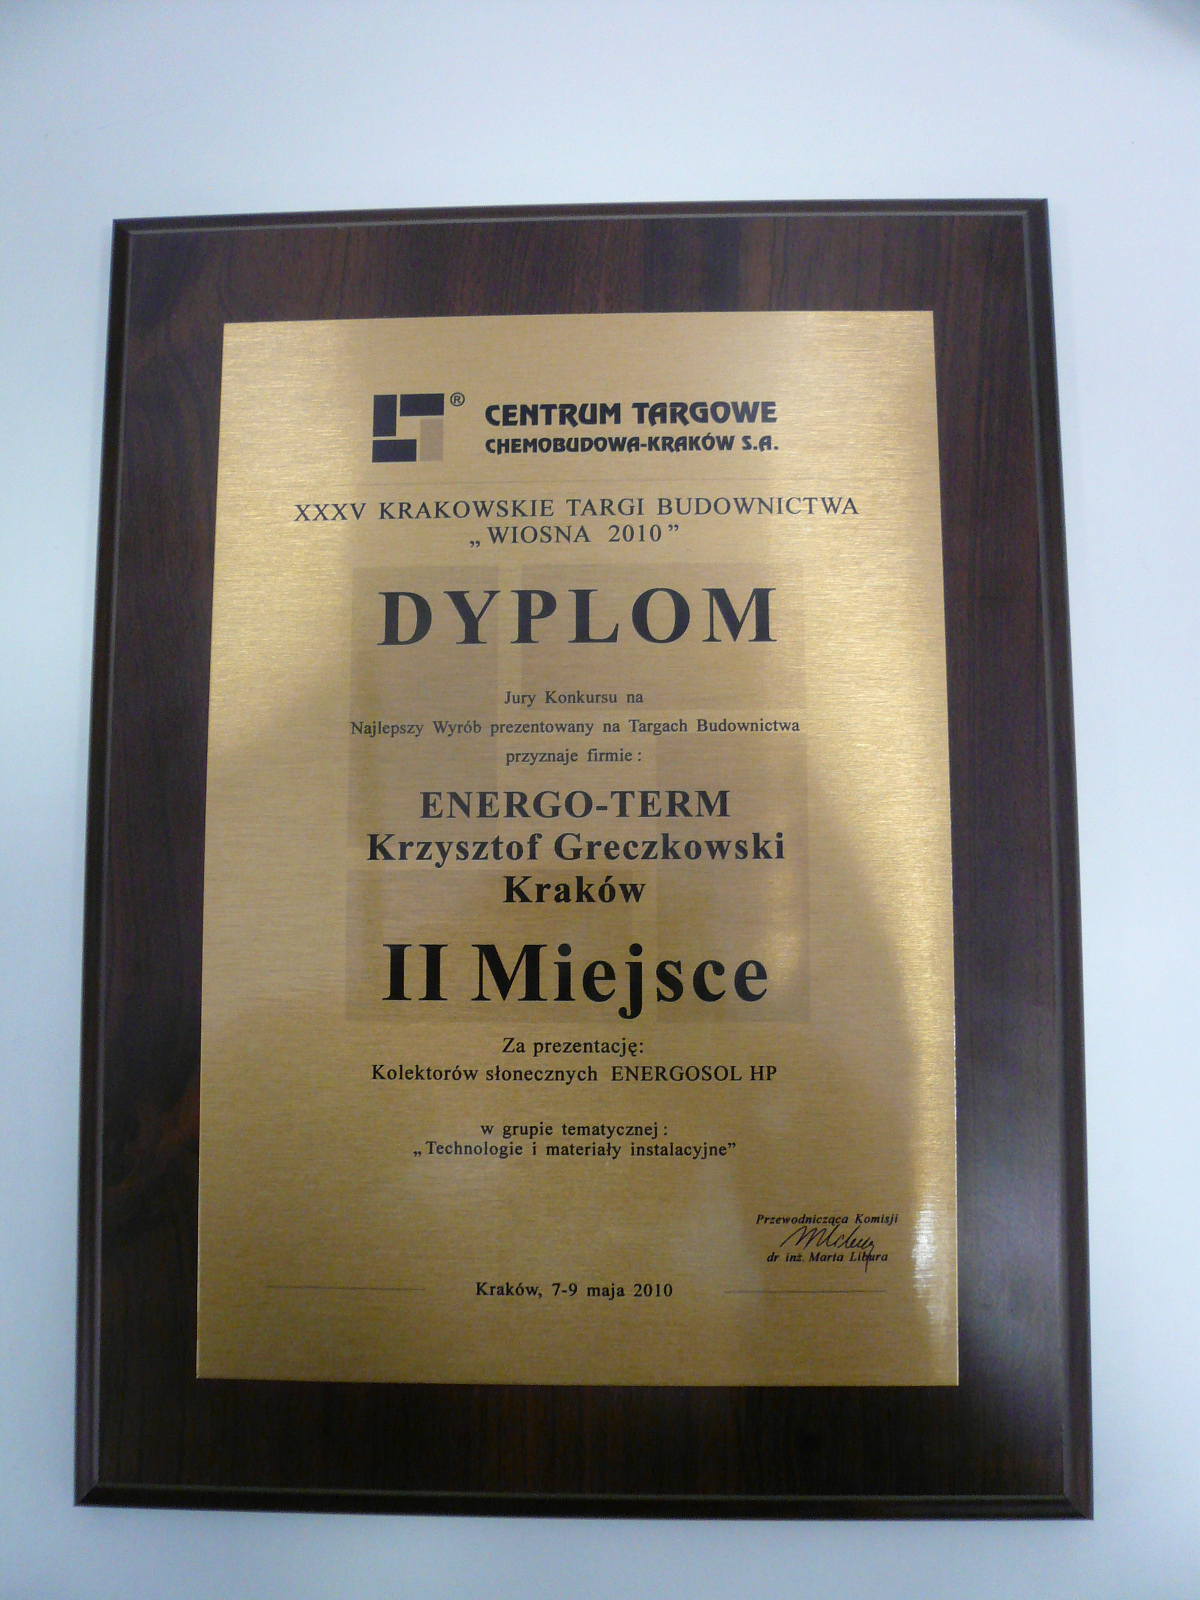 ®
CENTRUM TARGOWE
CHEMOBUDOWA-KRAKÓW S.A.
XXXV KRAKOWSKIE TARGI BUDOWNICTWA
„WIOSNA 2010”
DYPLOM
Jury Konkursu na
Najlepszy Wyrób prezentowany na Targach Budownictwa
przyznaje firmie :
ENERGO-TERM
Krzysztof Greczkowski
Kraków
II Miejsce
Za prezentację:
Kolektorów słonecznych ENERGOSOL HP
w grupie tematycznej :
„Technologie i materiały instalacyjne”
Przewodnicząca Komisji
dr inż. Marta Libura
Kraków, 7-9 maja 2010